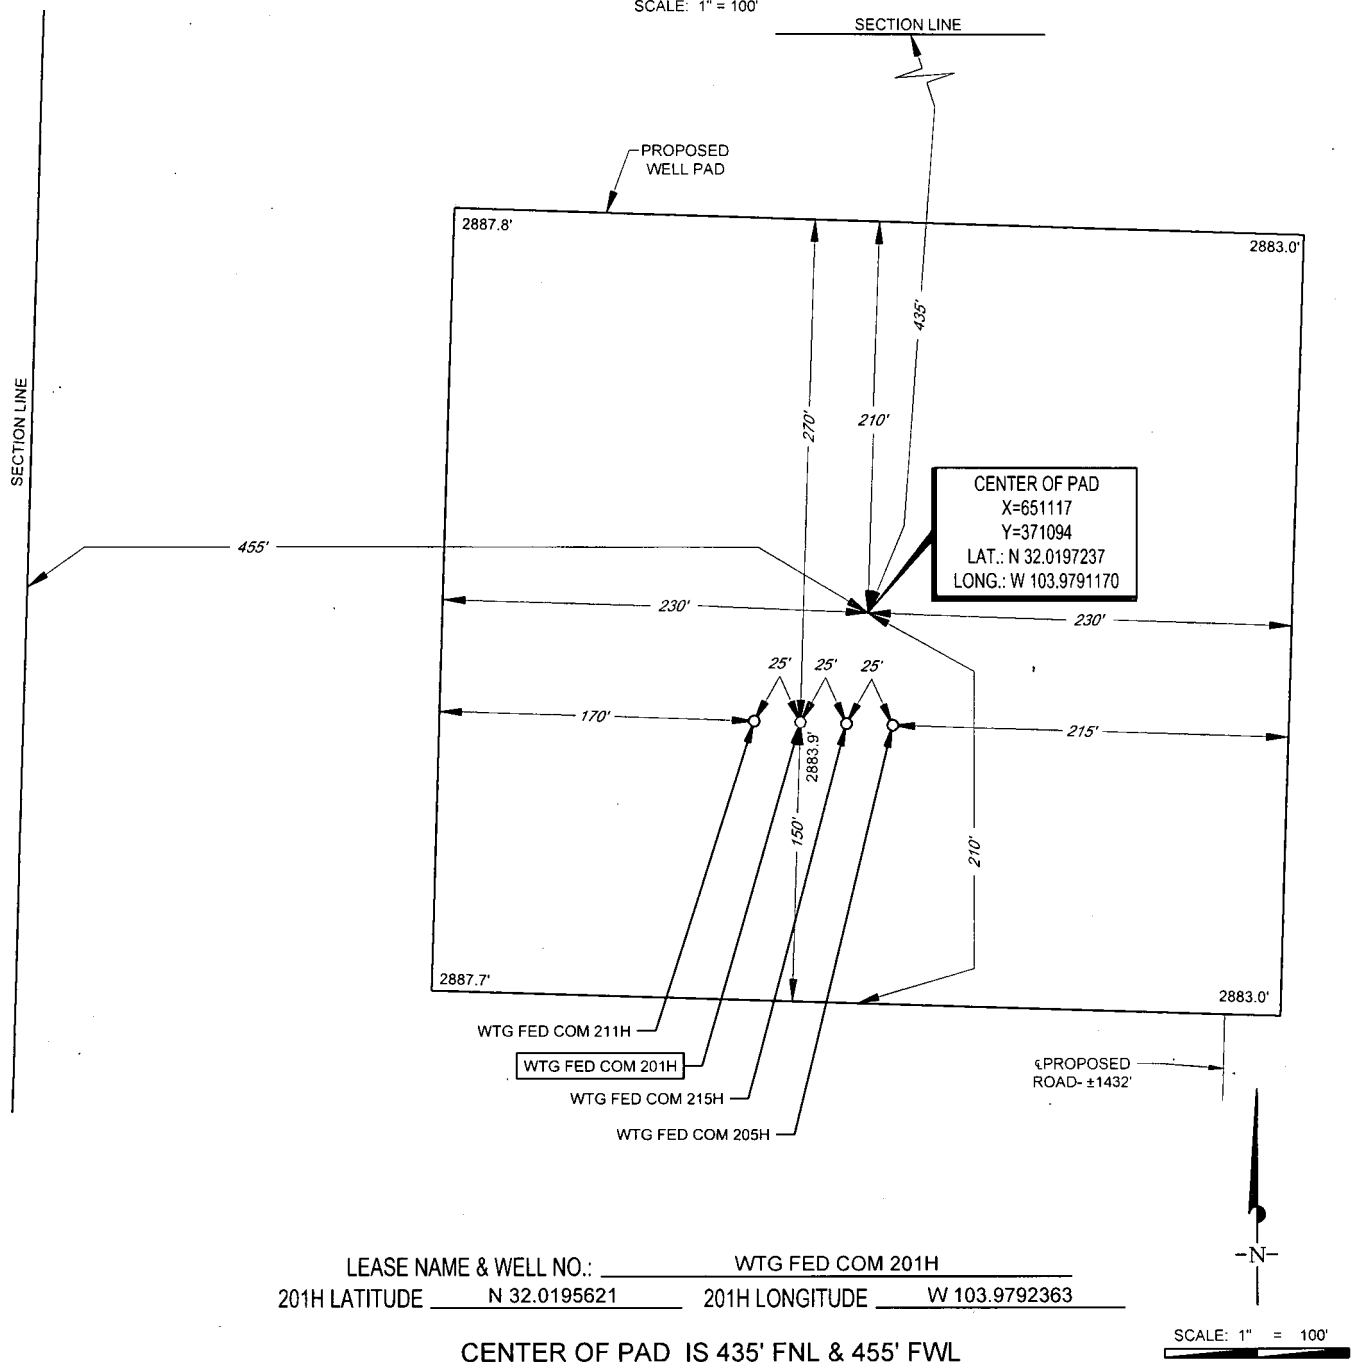 SCALE: 1" = 100'
SECTION LINE
PROPOSED
WELL PAD
2887.8'
2883.0'
435'
270'
210'
SECTION LINE
CENTER OF PAD
X=651117
Y=371094
LAT.: N 32.0197237
LONG.: W 103.9791170
455'
230'
230'
25'
25'
25'
170'
215'
2883.9'
150'
210'
2887.7'
2883.0'
WTG FED COM 211H
WTG FED COM 201H
WTG FED COM 215H
WTG FED COM 205H
℄PROPOSED
ROAD- ±1432'
-N-
LEASE NAME & WELL NO.: WTG FED COM 201H
201H LATITUDE N 32.0195621 201H LONGITUDE W 103.9792363
CENTER OF PAD IS 435' FNL & 455' FWL
SCALE: 1" = 100'